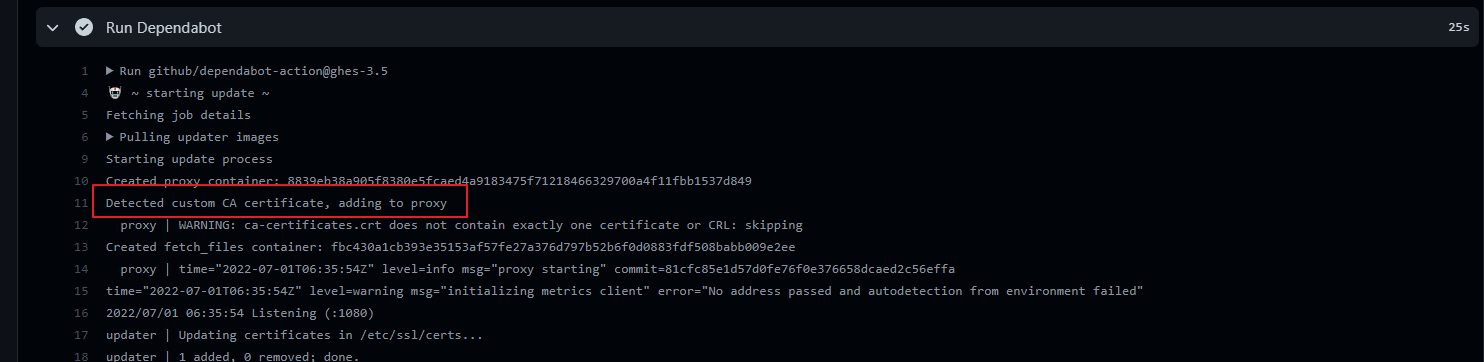 Run Dependabot 25s
1 Run github/dependabot-action@ghes-3.5
4 🤖 ~ starting update ~
5 Fetching job details
6 Pulling updater images
9 Starting update process
10 Created proxy container: 8839eb38a905f8380e5fcaed4a9183475f71218466329700a4f11fbb1537d849
11 Detected custom CA certificate, adding to proxy
12 proxy | WARNING: ca-certificates.crt does not contain exactly one certificate or CRL: skipping
13 Created fetch_files container: fbc430a1cb393e35153af57fe27a376d797b52b6f0d0883fdf508babb009e2ee
14 proxy | time="2022-07-01T06:35:54Z" level=info msg="proxy starting" commit=81cfc85e1d57d0fe76f0e376658dcaed2c56effa
15 time="2022-07-01T06:35:54Z" level=warning msg="initializing metrics client" error="No address passed and autodetection from environment failed"
16 2022/07/01 06:35:54 Listening (:1080)
17 updater | Updating certificates in /etc/ssl/certs...
18 updater | 1 added, 0 removed; done.